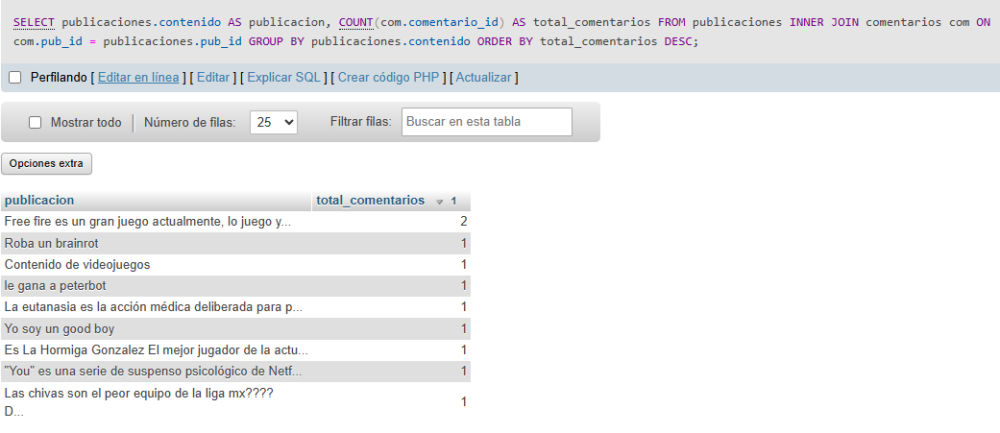 SELECT publicaciones.contenido AS publicacion, COUNT(com.comentario_id) AS total_comentarios FROM publicaciones INNER JOIN comentarios com ON
com.pub_id = publicaciones.pub_id GROUP BY publicaciones.contenido ORDER BY total_comentarios DESC;
Perfilando [ Editar en línea ] [ Editar ] [ Explicar SQL ] [ Crear código PHP ] [ Actualizar ]
Mostrar todo | Número de filas: 25 Filtrar filas: Buscar en esta tabla
Opciones extra
publicacion total_comentarios 1
Free fire es un gran juego actualmente, lo juego y... 2
Roba un brainrot 1
Contenido de videojuegos 1
le gana a peterbot 1
La eutanasia es la acción médica deliberada para p... 1
Yo soy un good boy 1
Es La Hormiga Gonzalez El mejor jugador de la actu... 1
"You" es una serie de suspenso psicológico de Netf... 1
Las chivas son el peor equipo de la liga mx???? 1
D...